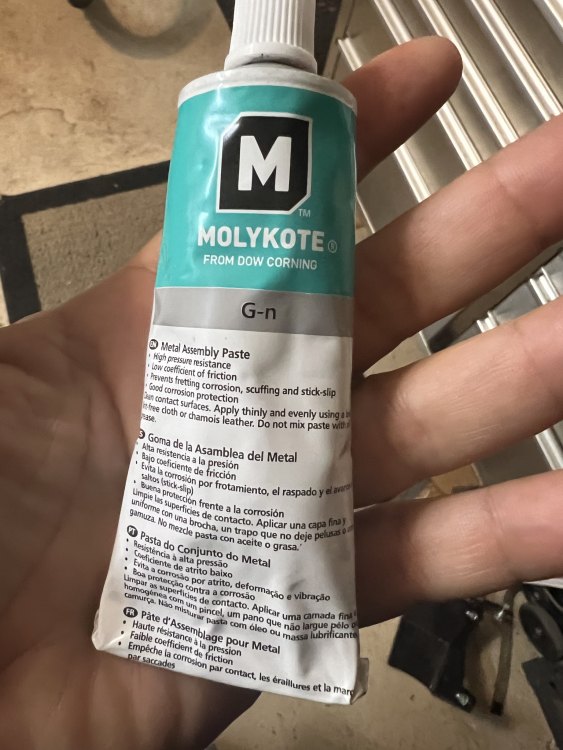 M
TM
MOLYKOTE®
FROM DOW CORNING
G-n
EN Metal Assembly Paste
• High pressure resistance
• Low coefficient of friction
• Prevents fretting corrosion, scuffing and stick-slip
• Good corrosion protection
contact surfaces. Apply thinly and evenly using a
cloth or chamois leather. Do not mix paste with
Goma de la Asamblea del Metal
• Alta resistencia a la presión
• Bajo coeficiente de fricción
• Evita la corrosión por frotamiento, el raspado y el
saltos (stick-slip)
• Buena protección frente a la corrosión
Limpie las superficies de contacto. Aplicar una capa fina y
uniforme con una brocha, un trapo que no deje pelusas o
gamuza. No mezcle pasta con aceite o grasa.
PT Pasta do Conjunto do Metal
• Resistência à alta pressão
• Coeficiente de atrito baixo
• Evita a corrosão por atrito, deformação e vibração
• Boa protecção contra a corrosão
Limpar as superfícies de contacto. Aplicar uma camada fina
homogénea com um pincel, um pano que não largue pêlo
camurça. Não misturar pasta com óleo ou massa lubrificante
FR Pâte d'Assemblage pour Metal
• Haute résistance à la pression
• Faible coefficient de friction
• Empêche la corrosion par contact, les éraillures et la
par saccades